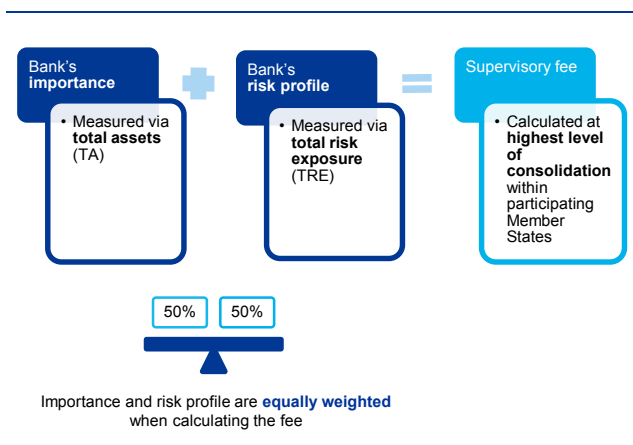 Bank's
importance
• Measured via
total assets
(TA)
Bank's
risk profile
• Measured via
total risk
exposure
(TRE)
Supervisory fee
• Calculated at
highest level
of
consolidation
within
participating
Member
States
50%
50%
Importance and risk profile are equally weighted
when calculating the fee